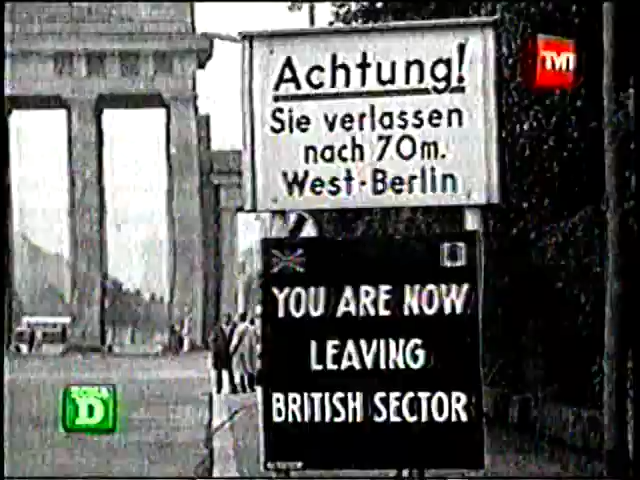 Achtung!
Sie verlassen
nach 70m.
West-Berlin
YOU ARE NOW
LEAVING
BRITISH SECTOR
TVN
D